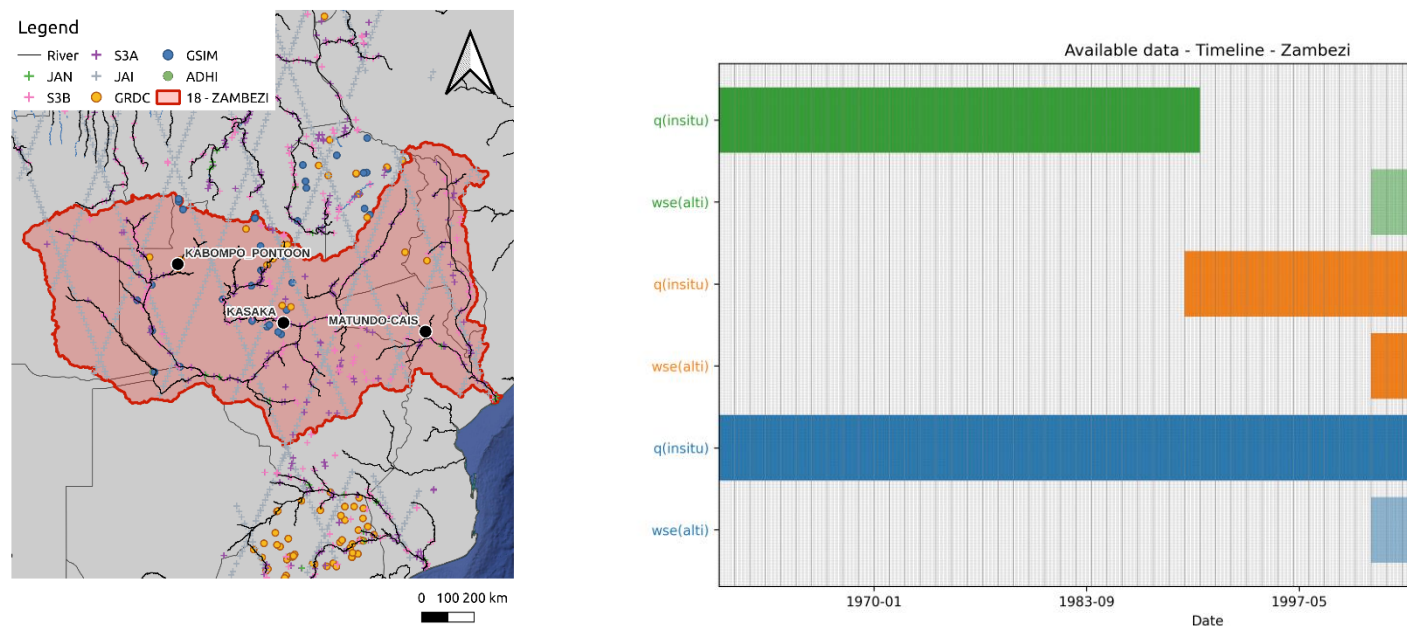 Legend
River S3A GSIM
JAN JAI ADHI
S3B GRDC 18 - ZAMBEZI
KABOMPO_PONTOON
KASAKA
MATUNDO-CAIS
0 100 200 km
Available data - Timeline - Zambezi
q(insitu)
wse(alti)
q(insitu)
wse(alti)
q(insitu)
wse(alti)
1970-01 1983-09 1997-05
Date